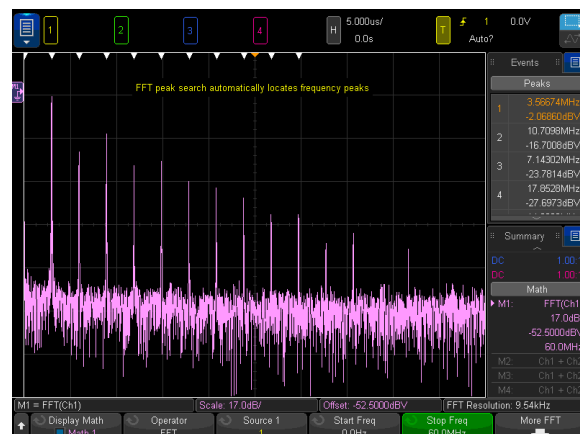 1
2
3
4
H
5.000us/
0.0s
T
1
0.0V
Auto?
FFT peak search automatically locates frequency peaks
Events
Peaks
1
3.56674MHz
-2.06860dBV
2
10.7098MHz
-16.7008dBV
3
7.14302MHz
-23.7814dBV
4
17.8528MHz
-27.6973dBV
Summary
DC 1.00:
DC 1.00:
Math
M1: FFT(Ch1
17.0dB
-52.5000dBV
60.0MHz
M2: Ch1 + Ch2
M3: Ch1 + Ch2
M4: Ch1 + Ch2
M1 = FFT(Ch1)
Scale: 17.0dB/
Offset: -52.5000dBV
FFT Resolution: 9.54kHz
Display Math
Math 1
Operator
FFT
Source 1
1
Start Freq
0.0Hz
Stop Freq
60.0MHz
More FFT